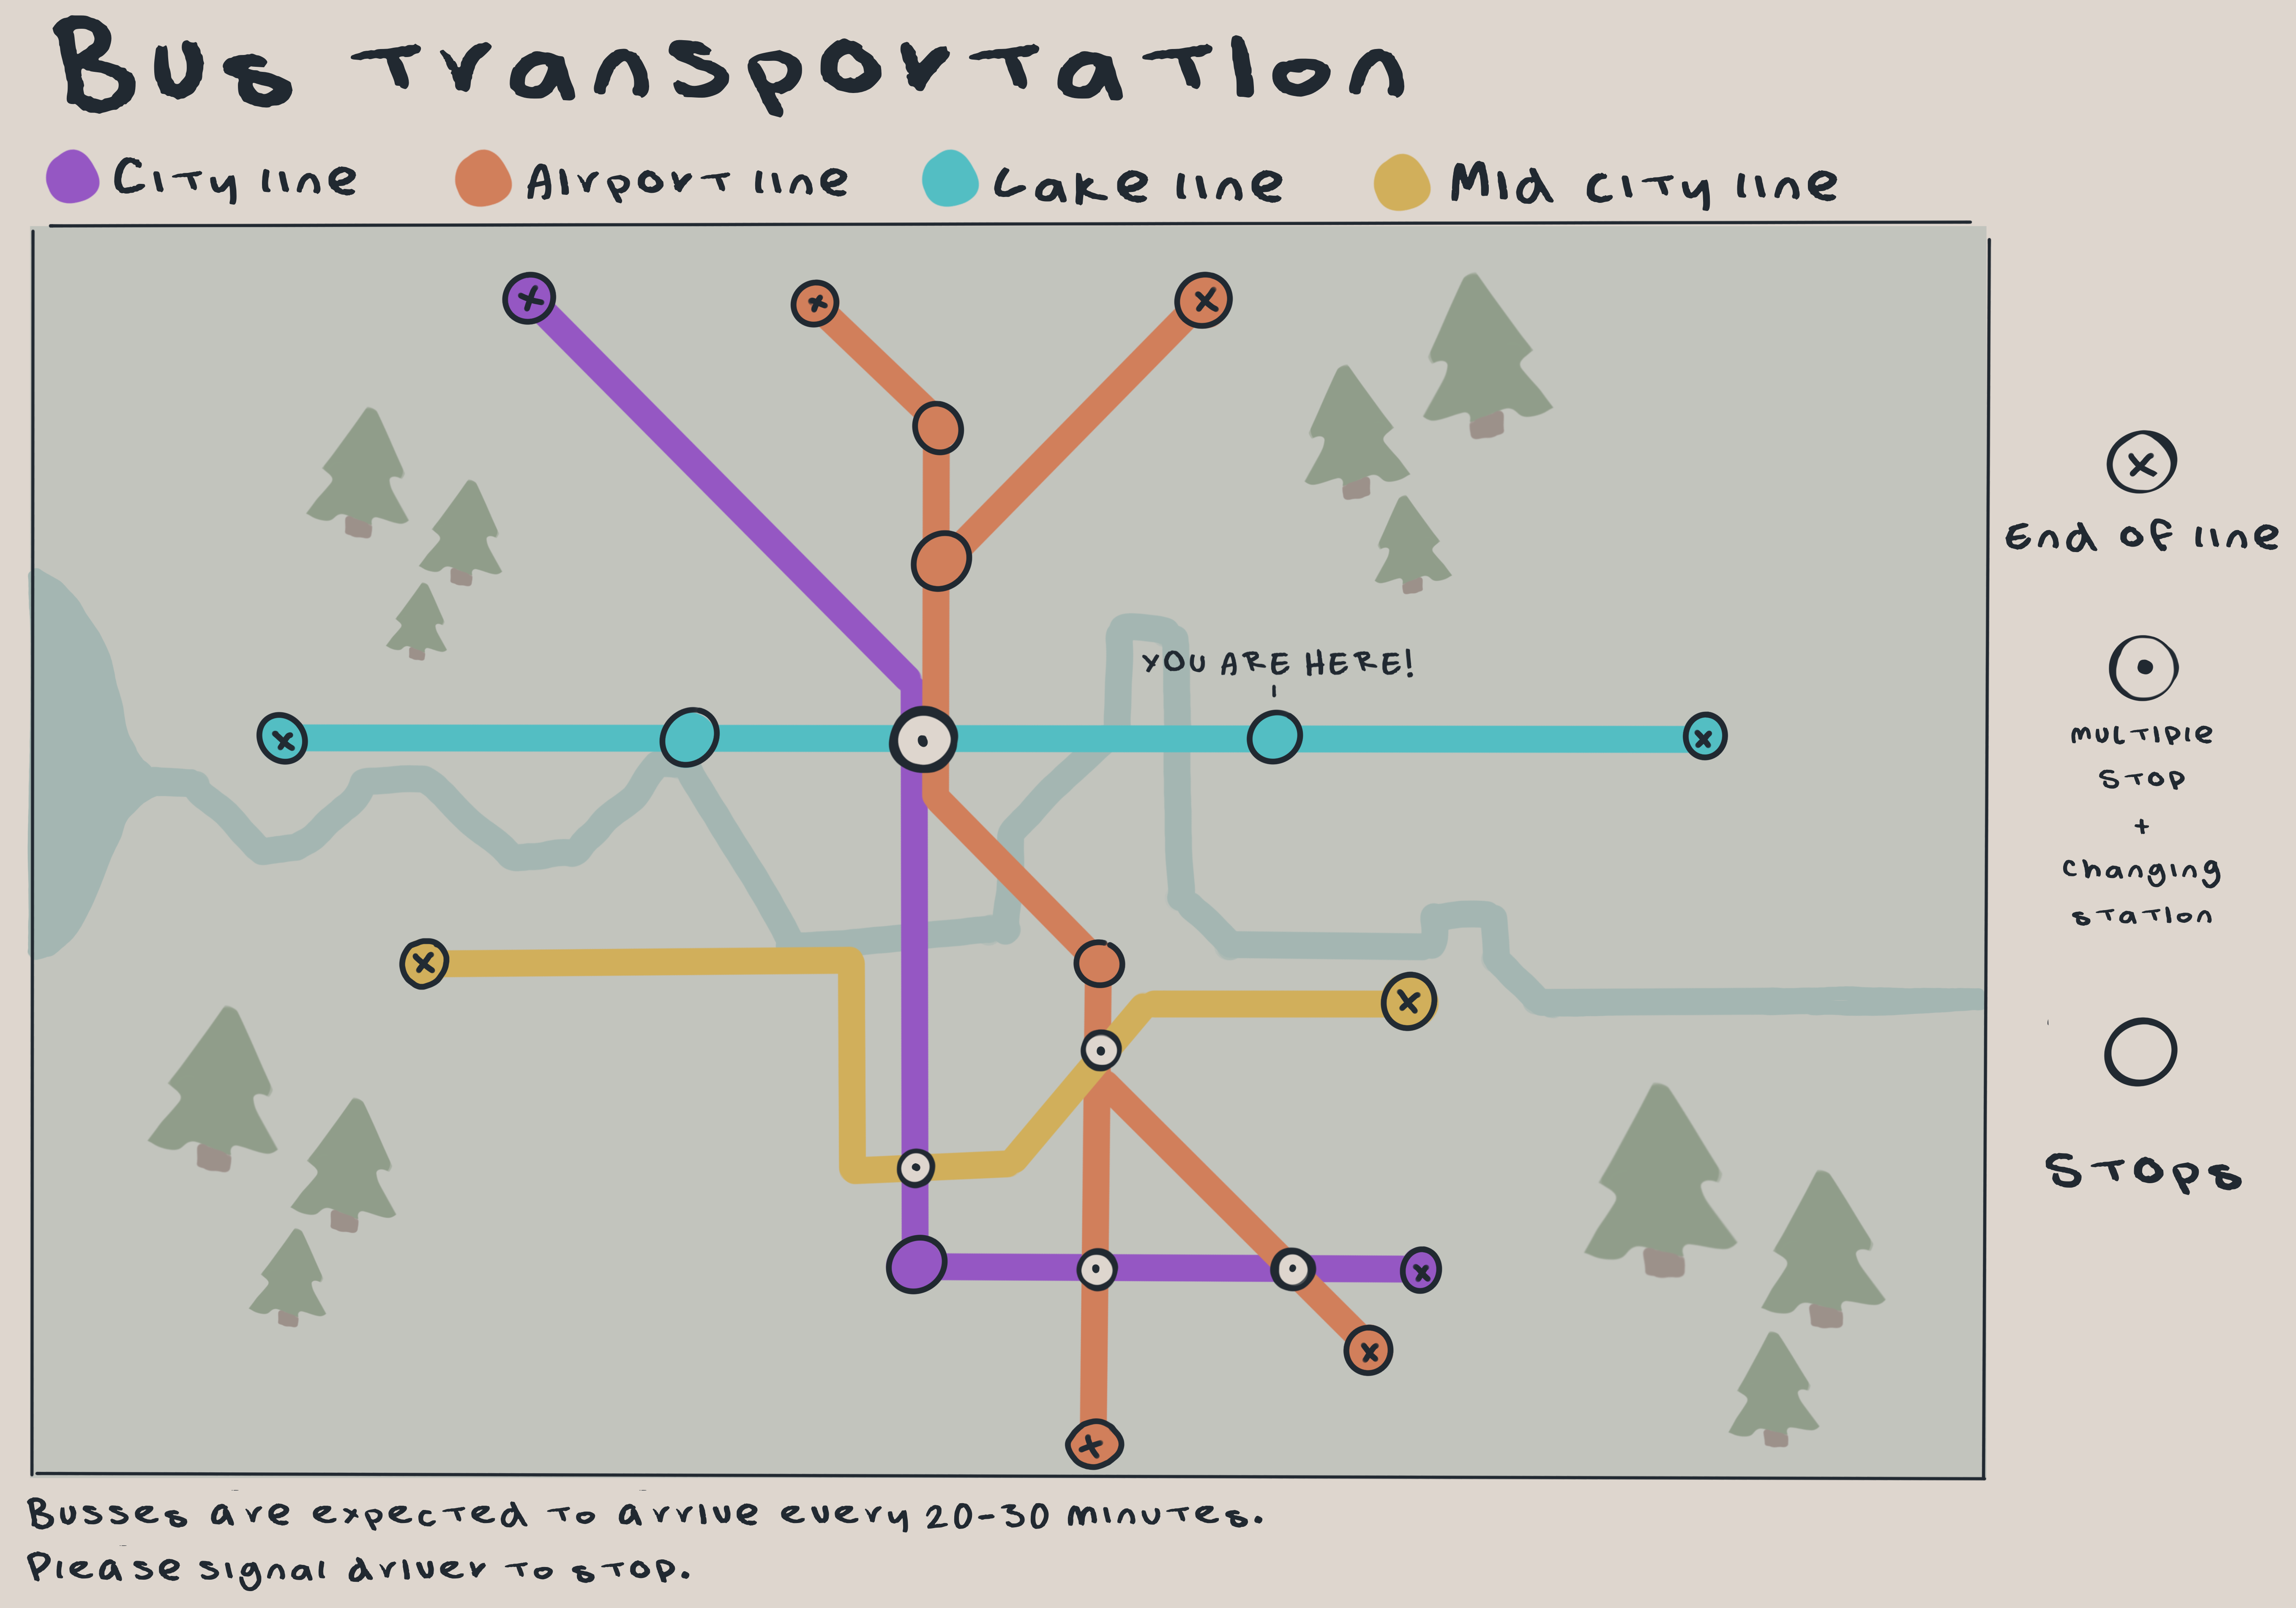 Bus transportation
City line
Airport line
Lake line
Mid city line
YOU ARE HERE!
End of line
multiple
stop
+
changing
station
Stops
Busses are expected to arrive every 20-30 minutes.
Please signal driver to stop.